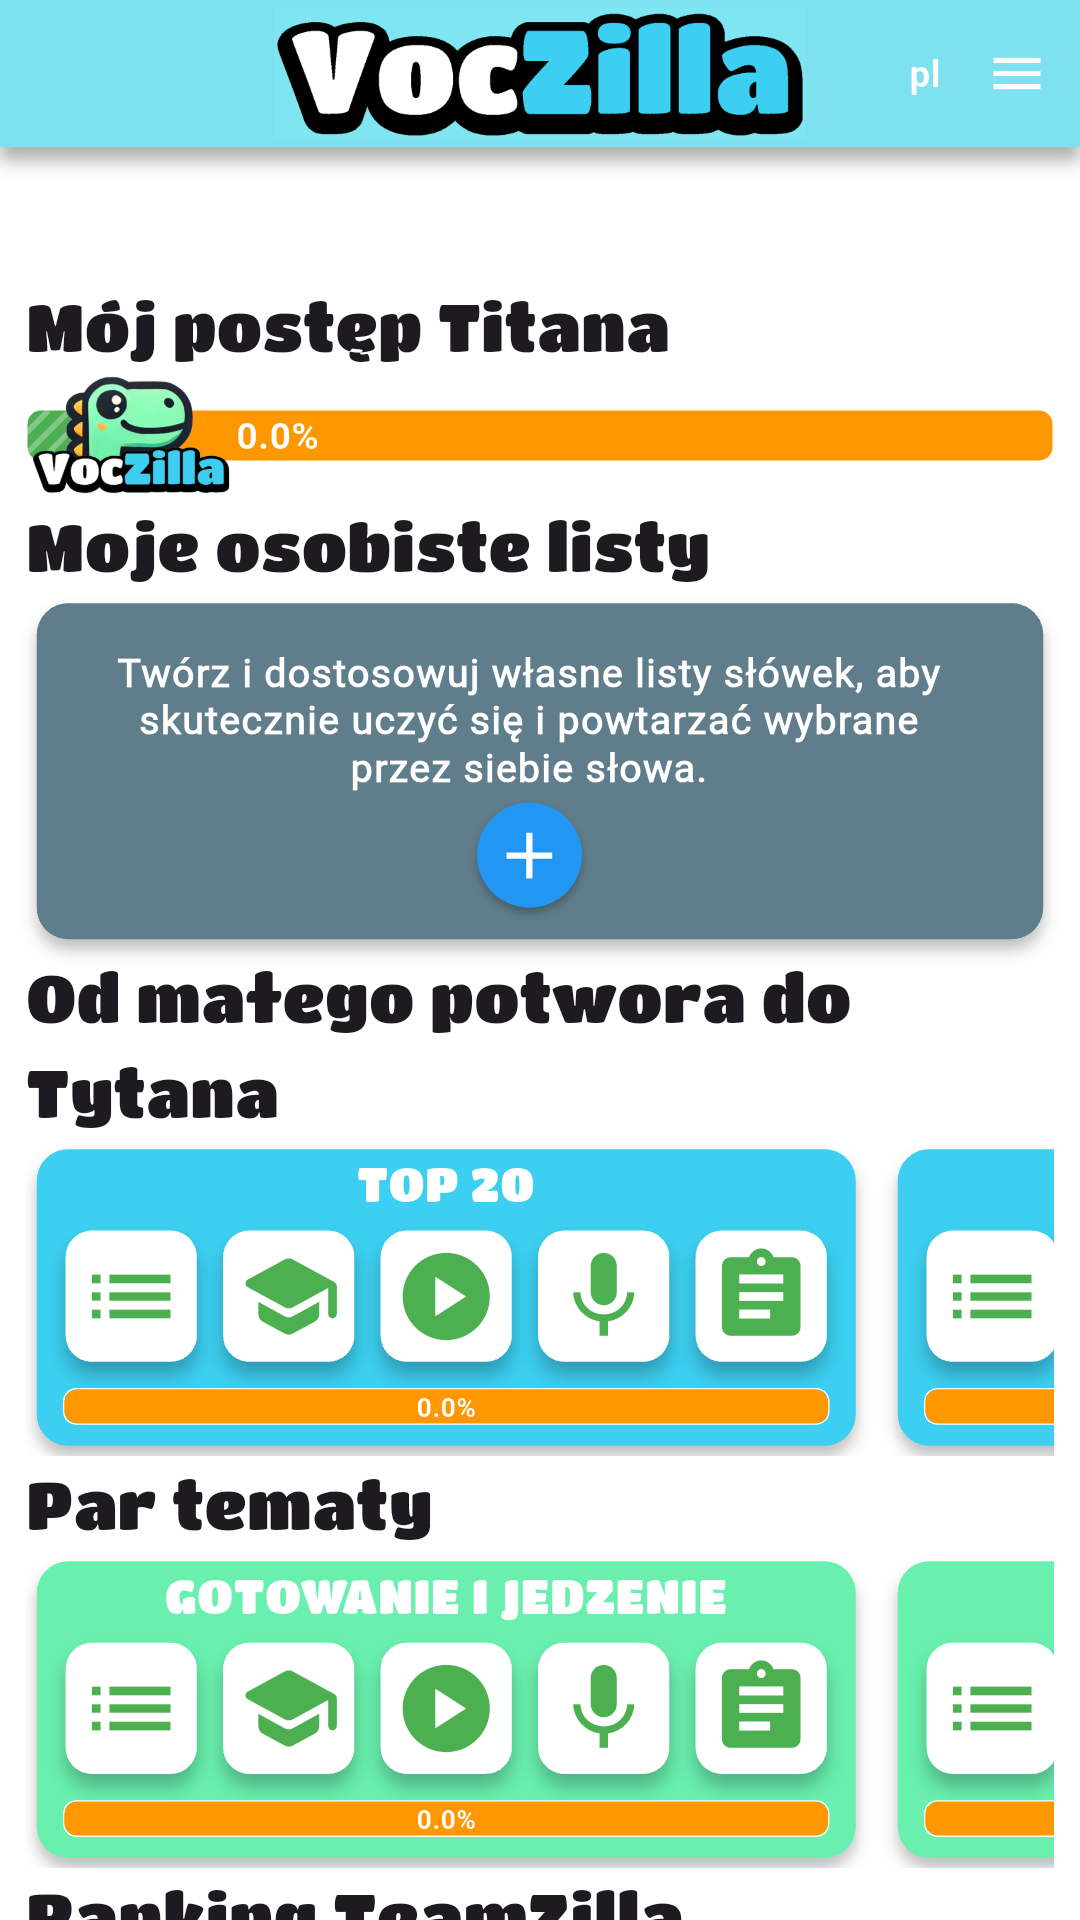 VocZilla
pl
Mój postęp Titana
VocZilla
0.0%
Moje osobiste listy
Twórz i dostosowuj własne listy słówek, aby
skutecznie uczyć się i powtarzać wybrane
przez siebie słowa.
Od małego potwora do
Tytana
TOP 20
0.0%
Par tematy
GOTOWANIE I JEDZENIE
0.0%
Ranking TeamZilla